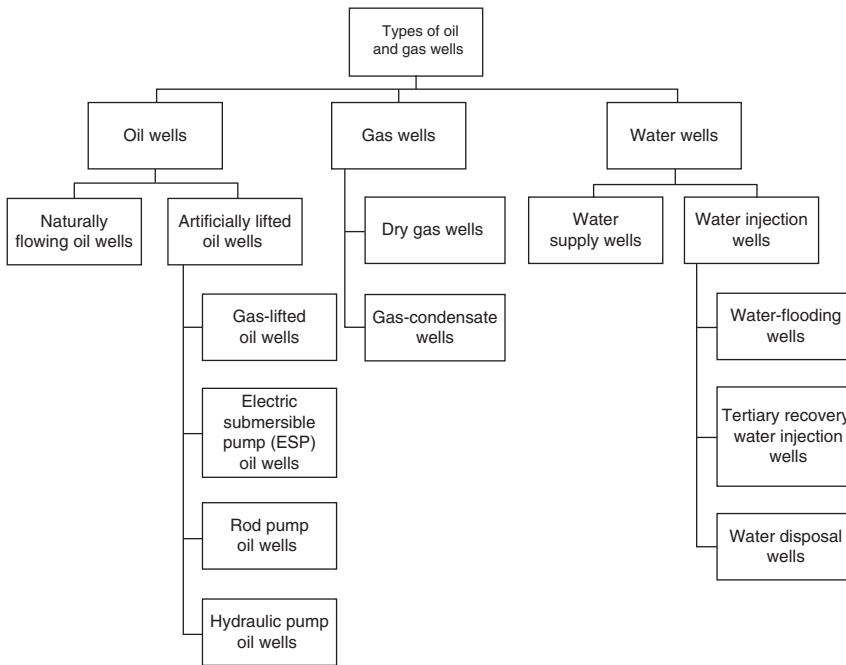 Types of oil
and gas wells
Oil wells
Gas wells
Water wells
Naturally
flowing oil wells
Artificially lifted
oil wells
Dry gas wells
Water
supply wells
Water injection
wells
Gas-lifted
oil wells
Gas-condensate
wells
Water-flooding
wells
Electric
submersible
pump (ESP)
oil wells
Tertiary recovery
water injection
wells
Rod pump
oil wells
Water disposal
wells
Hydraulic pump
oil wells